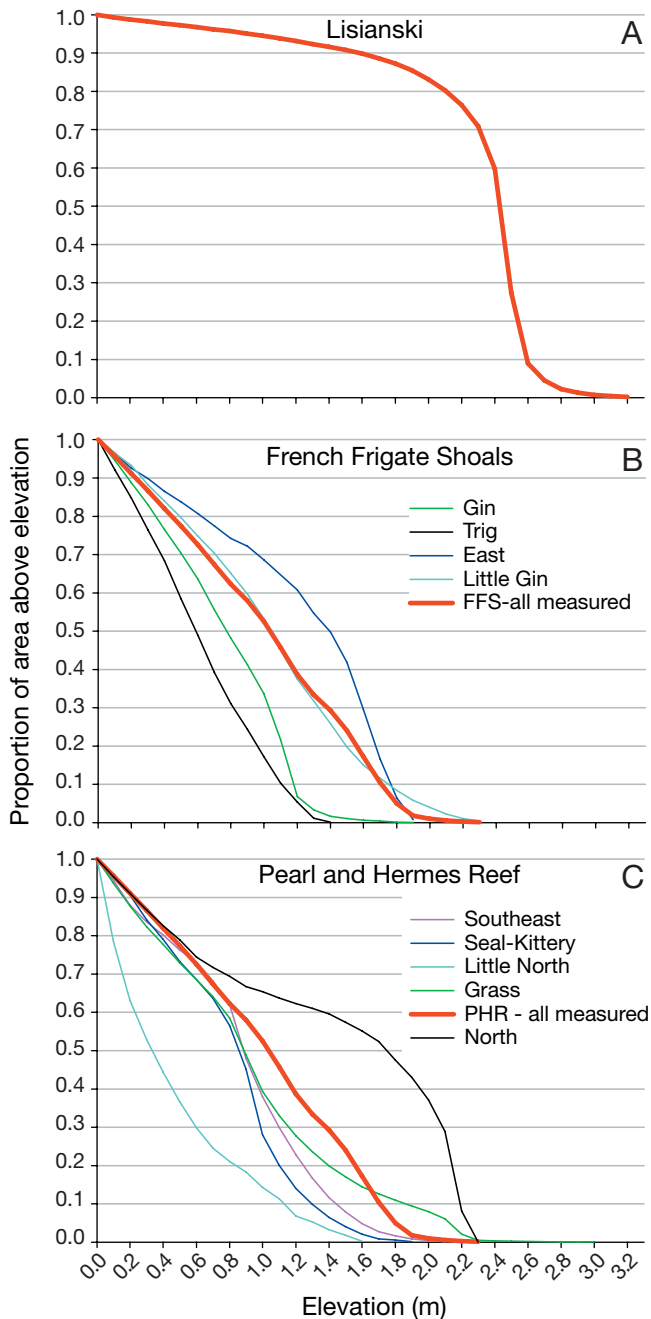 Proportion of area above elevation
Lisianski
A
1.0
0.9
0.8
0.7
0.6
0.5
0.4
0.3
0.2
0.1
0.0
French Frigate Shoals
B
1.0
0.9
0.8
0.7
0.6
0.5
0.4
0.3
0.2
0.1
0.0
Gin
Trig
East
Little Gin
FFS-all measured
Pearl and Hermes Reef
C
1.0
0.9
0.8
0.7
0.6
0.5
0.4
0.3
0.2
0.1
0.0
Southeast
Seal-Kittery
Little North
Grass
PHR - all measured
North
0.0 0.2 0.4 0.6 0.8 1.0 1.2 1.4 1.6 1.8 2.0 2.2 2.4 2.6 2.8 3.0 3.2
Elevation (m)